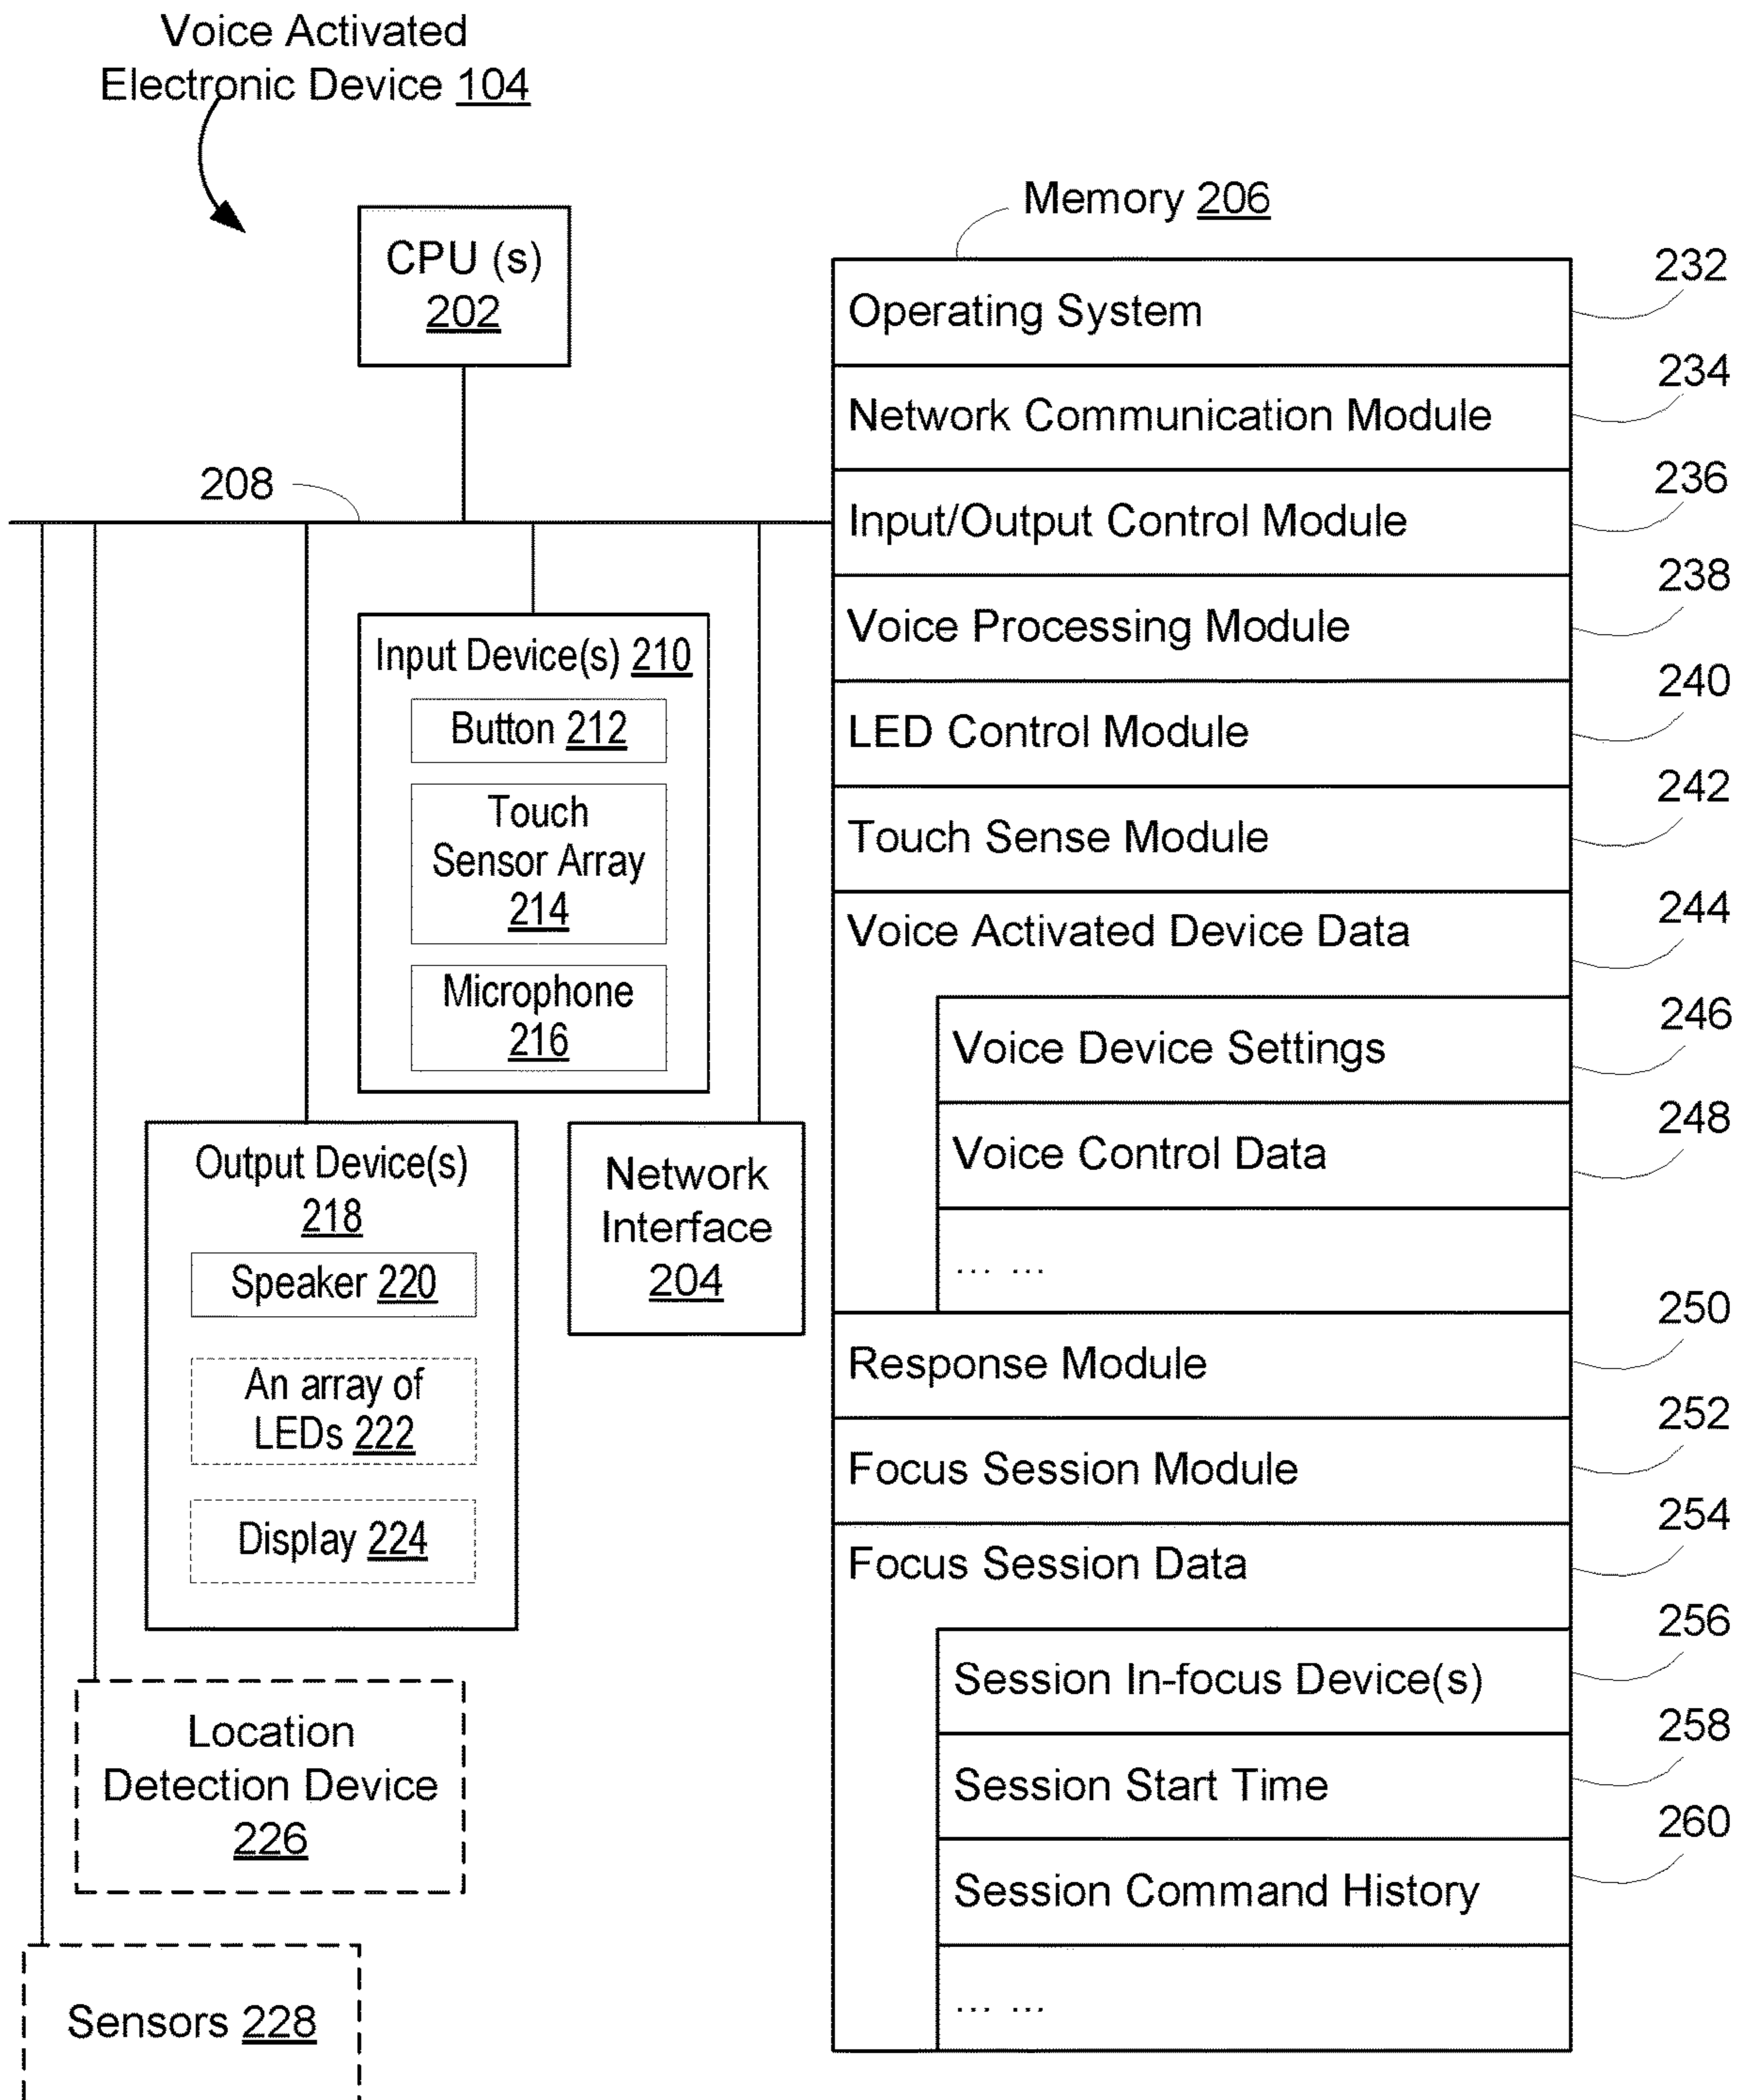 Voice Activated
Electronic Device 104
CPU (s)
202
208
Input Device(s) 210
Button 212
Touch
Sensor Array
214
Microphone
216
Output Device(s)
218
Speaker 220
An array of
LEDs 222
Display 224
Network
Interface
204
Location
Detection Device
226
Sensors 228
Memory 206
Operating System 232
Network Communication Module 234
Input/Output Control Module 236
Voice Processing Module 238
LED Control Module 240
Touch Sense Module 242
Voice Activated Device Data 244
Voice Device Settings 246
Voice Control Data 248
... ...
Response Module 250
Focus Session Module 252
Focus Session Data 254
Session In-focus Device(s) 256
Session Start Time 258
Session Command History 260
... ...